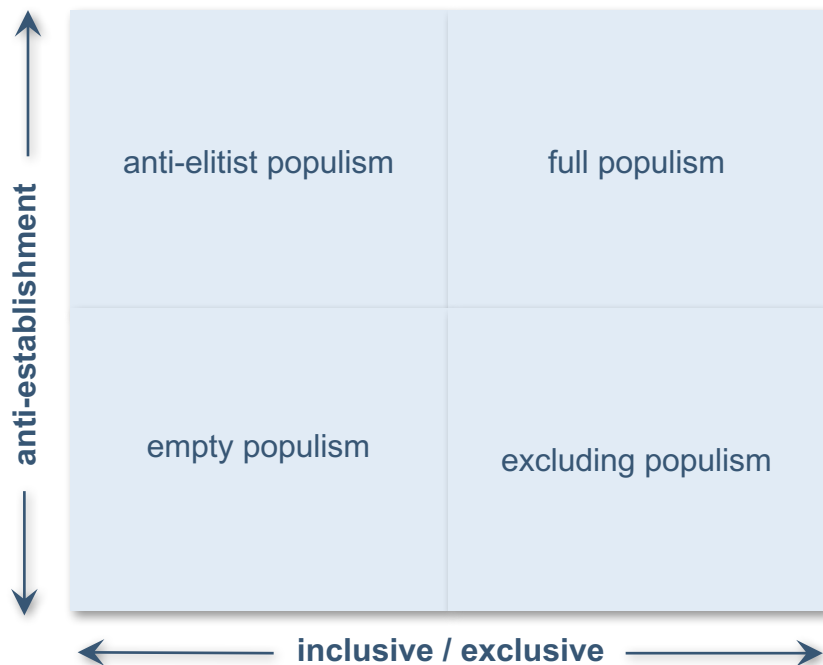 anti-elitist populism
full populism
anti-establishment
empty populism
excluding populism
inclusive / exclusive